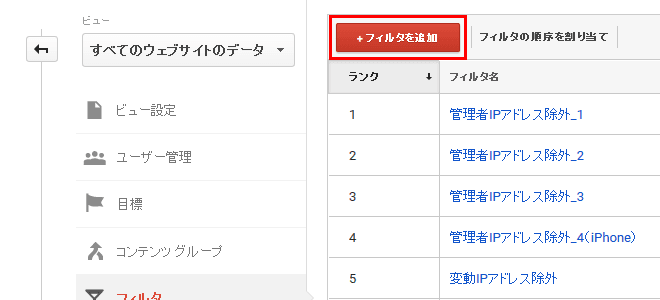 ビュー
すべてのウェブサイトのデータ
ビュー設定
ユーザー管理
目標
コンテンツ グループ
フィルタ
+フィルタを追加
フィルタの順序を割り当て
ランク フィルタ名
1 管理者IPアドレス除外_1
2 管理者IPアドレス除外_2
3 管理者IPアドレス除外_3
4 管理者IPアドレス除外_4(iPhone)
5 変動IPアドレス除外